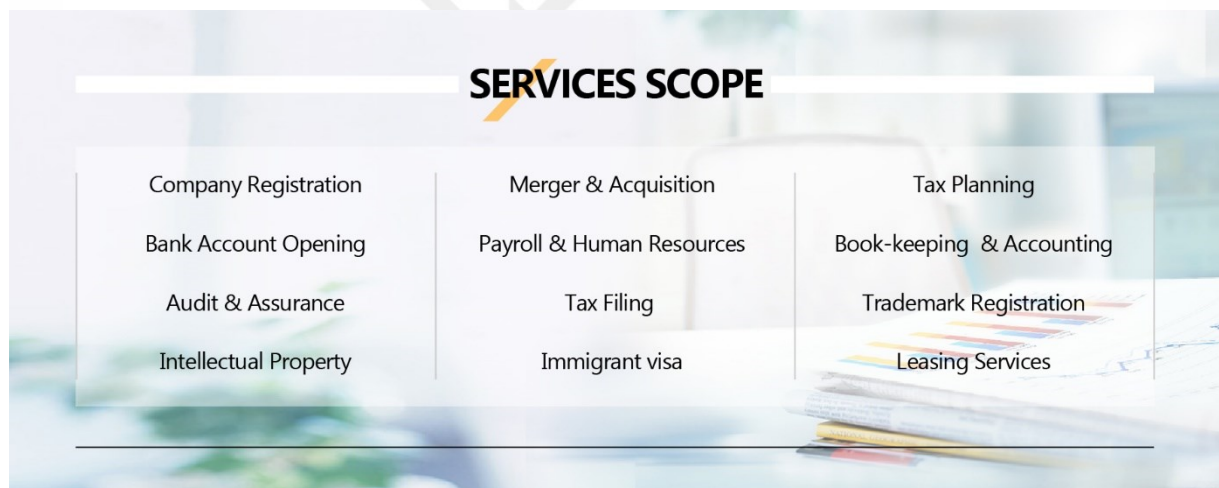 SERVICES SCOPE
Company Registration
Merger & Acquisition
Tax Planning
Bank Account Opening
Payroll & Human Resources
Book-keeping & Accounting
Audit & Assurance
Tax Filing
Trademark Registration
Intellectual Property
Immigrant visa
Leasing Services